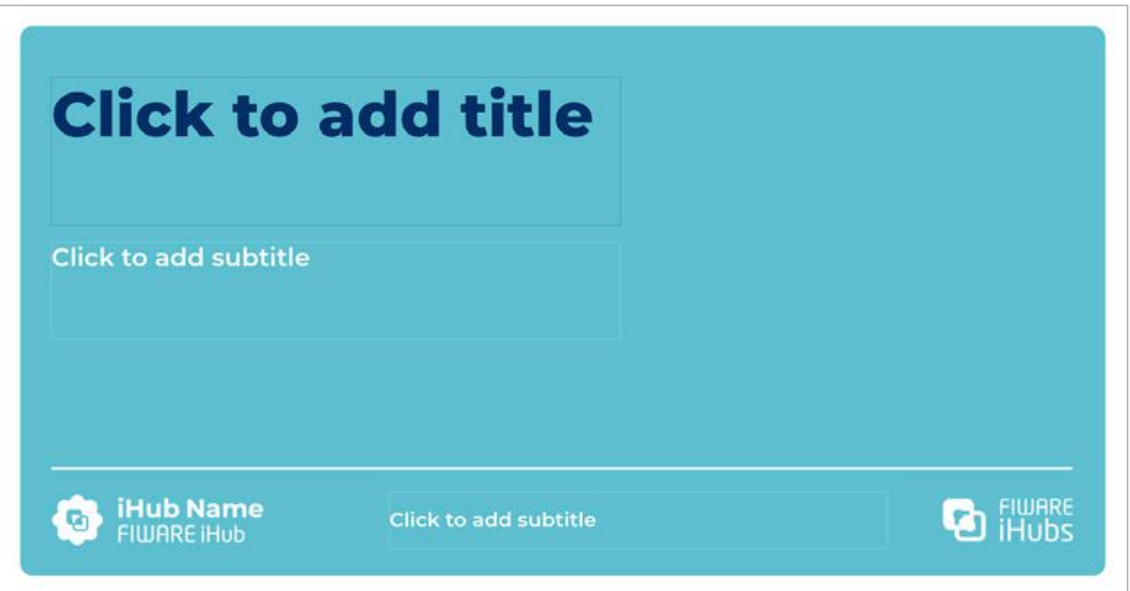 Click to add title
Click to add subtitle
iHub Name
FIWARE iHub
Click to add subtitle
FIWARE
iHubs